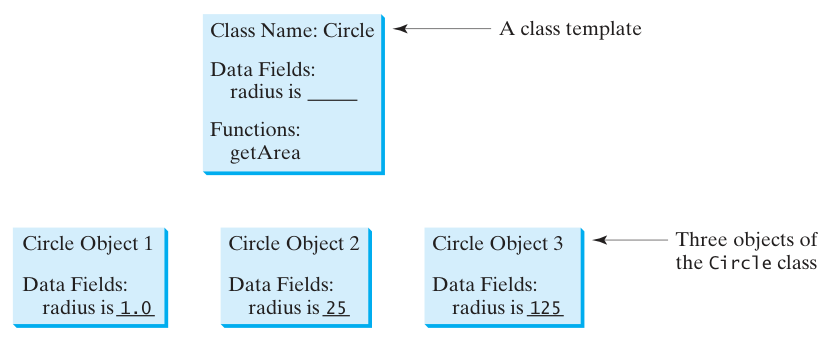 Class Name: Circle
A class template
Data Fields:
radius is _____
Functions:
getArea
Circle Object 1
Data Fields:
radius is 1.0
Circle Object 2
Data Fields:
radius is 25
Circle Object 3
Data Fields:
radius is 125
Three objects of
the Circle class